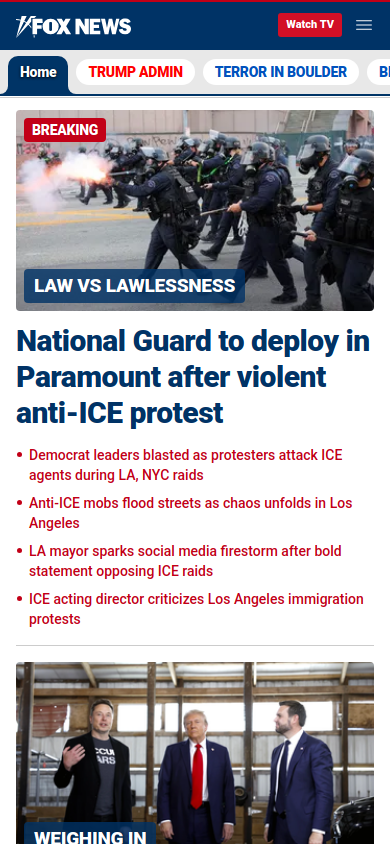 FOX NEWS
Watch TV
Home
TRUMP ADMIN
TERROR IN BOULDER
BREAKING
LAW VS LAWLESSNESS
National Guard to deploy in
Paramount after violent
anti-ICE protest
• Democrat leaders blasted as protesters attack ICE
agents during LA, NYC raids
• Anti-ICE mobs flood streets as chaos unfolds in Los
Angeles
• LA mayor sparks social media firestorm after bold
statement opposing ICE raids
• ICE acting director criticizes Los Angeles immigration
protests
WEIGHING IN